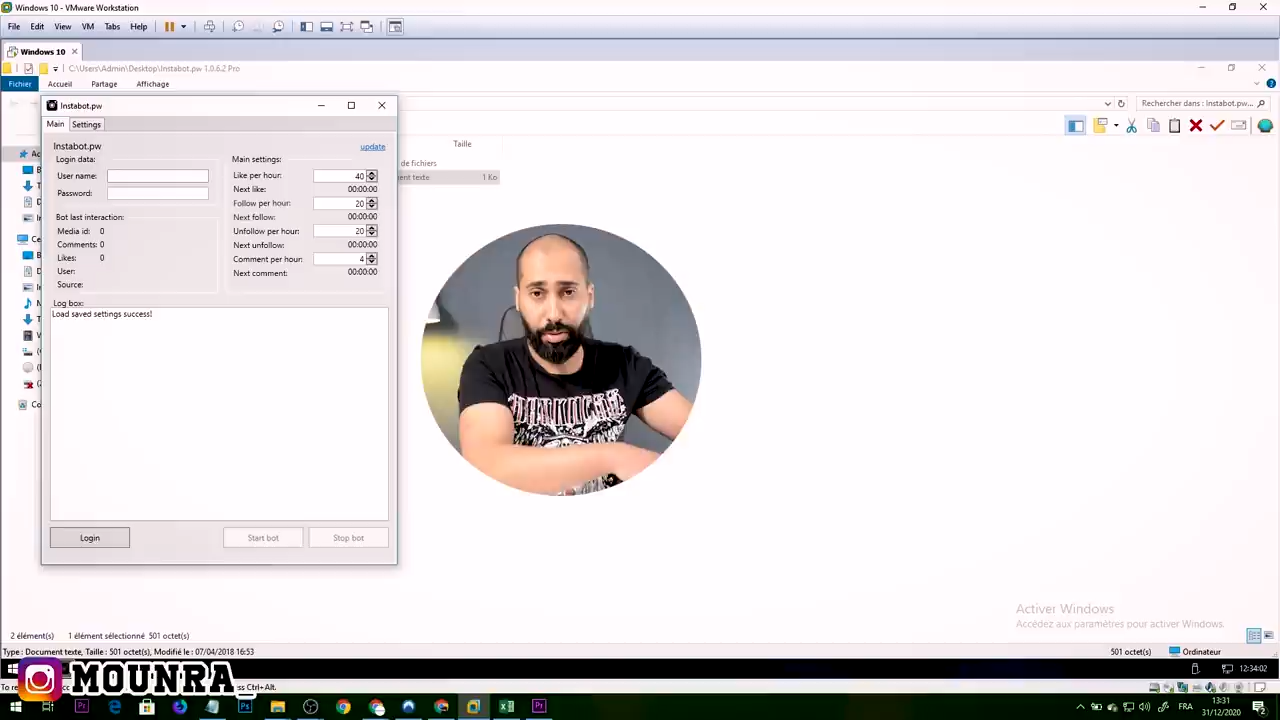 Windows 10 - VMware Workstation
File Edit View VM Tabs Help
Windows 10
C:\Users\Admin\Desktop\Instabot.pw 1.0.6.2 Pro
Fichier Accueil Partage Affichage
Instabot.pw
Rechercher dans : Instabot.pw...
Main Settings
Taille
Instabot.pw update
Login data: Main settings:
de fichiers
User name: Like per hour: 40
ment texte 1 Ko
Password: Next like: 00:00:00
Follow per hour: 20
Bot last interaction: Next follow: 00:00:00
Media id: 0 Unfollow per hour: 20
Comments: 0 Next unfollow: 00:00:00
Likes: 0 Comment per hour: 4
User: Next comment: 00:00:00
Source:
Log box:
Load saved settings success!
Login Start bot Stop bot
Activer Windows
Accédez aux paramètres pour activer Windows.
2 élément(s) 1 élément sélectionné 501 octet(s)
Type : Document texte, Taille : 501 octet(s), Modifié le : 07/04/2018 16:53 501 octet(s) Ordinateur
12:34:02
MOUNRA_
To re
ss Ctrl+Alt.
FRA 13:31
31/12/2020